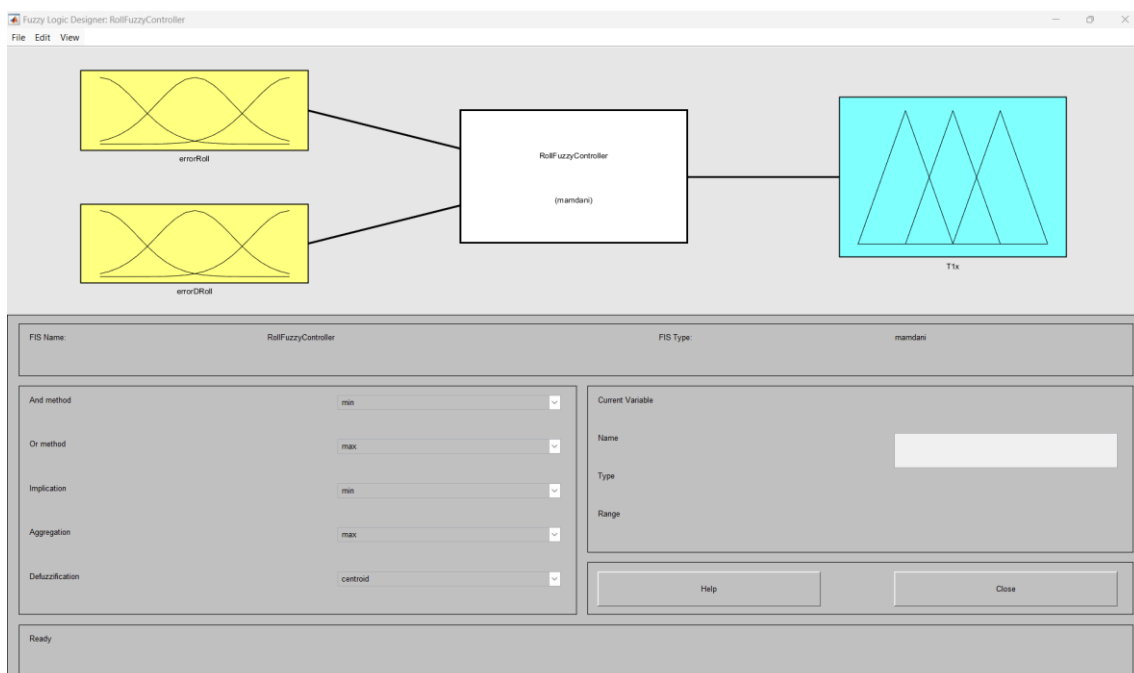 Fuzzy Logic Designer: RollFuzzyController
File Edit View
errorRoll
errorDRoll
RollFuzzyController
(mamdani)
T1x
FIS Name: RollFuzzyController FIS Type: mamdani
And method min
Or method max
Implication min
Aggregation max
Defuzzification centroid
Current Variable
Name
Type
Range
Help Close
Ready